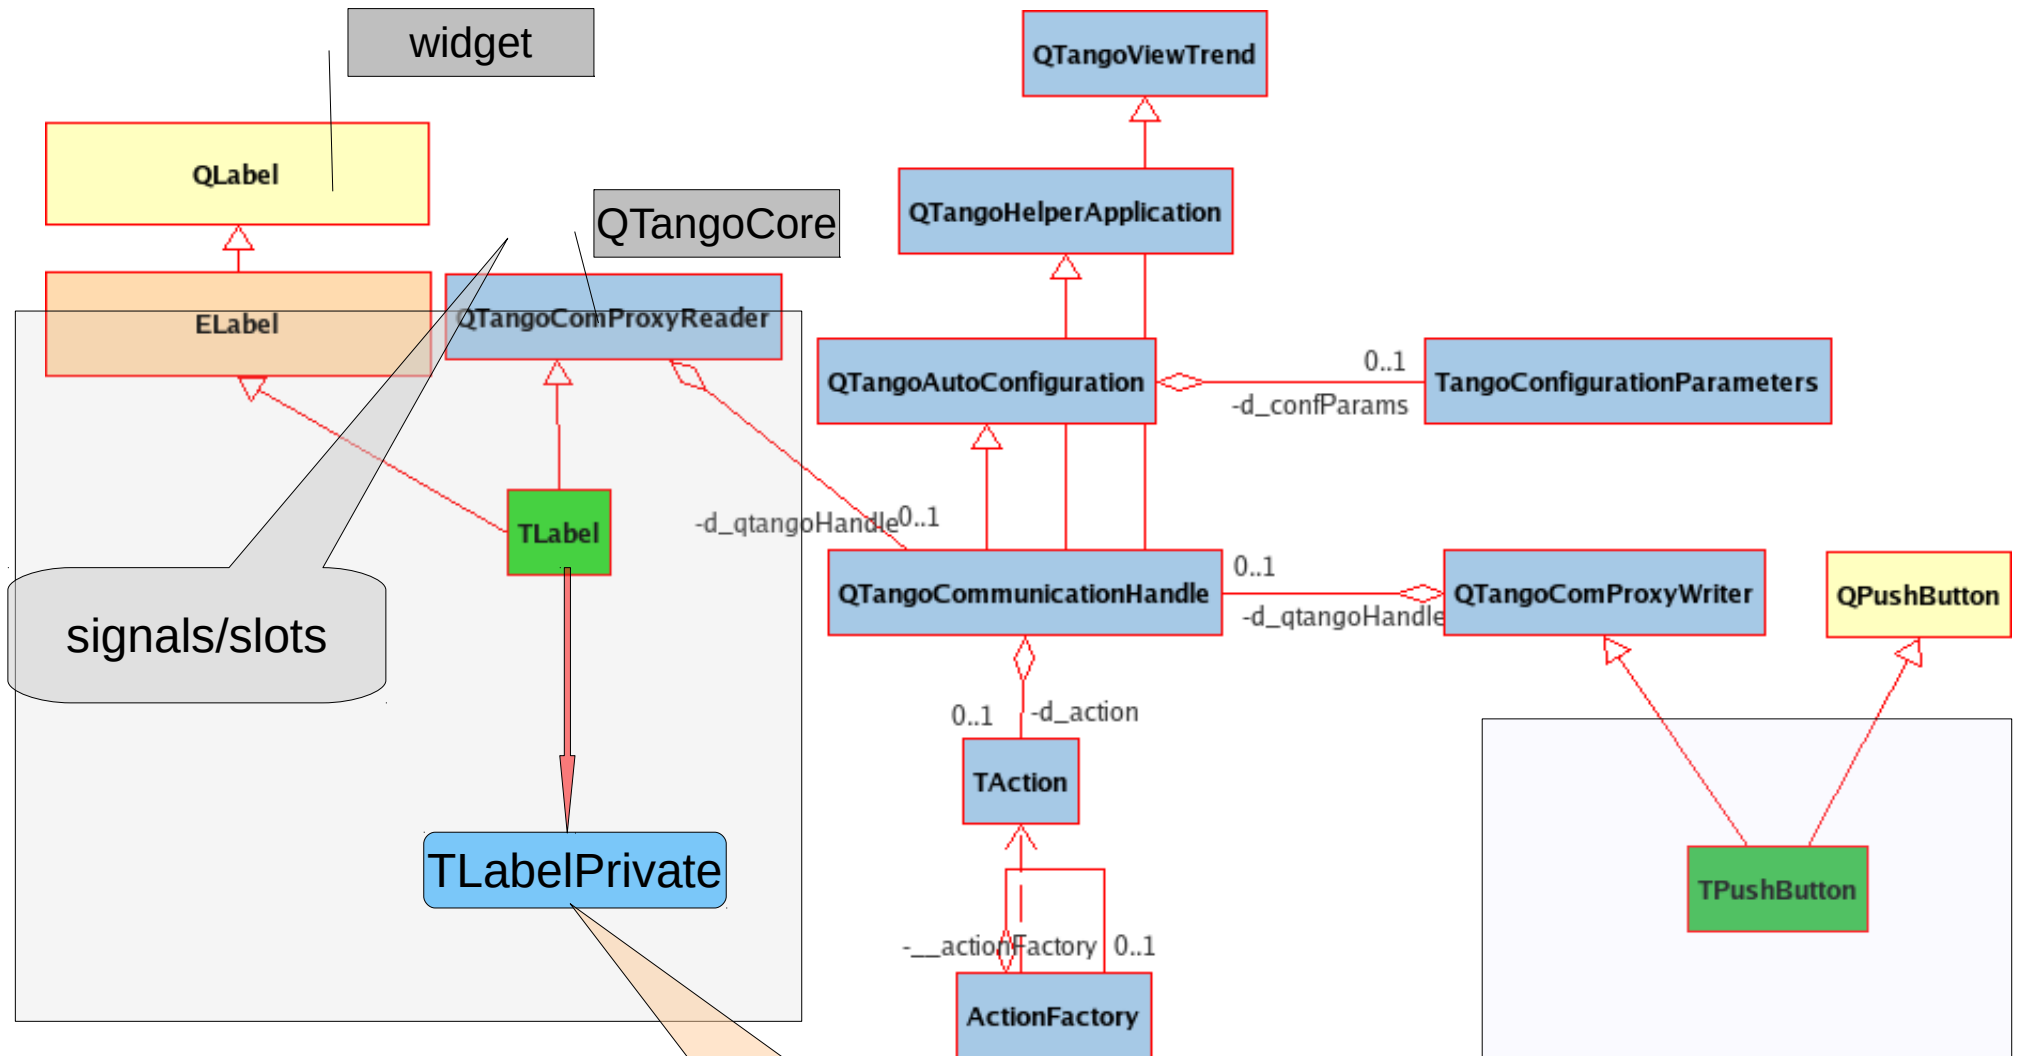 widget
QTangoViewTrend
QLabel
QTangoCore
QTangoHelperApplication
ELabel
QTangoComProxyReader
QTangoAutoConfiguration
0..1
-d_confParams
TangoConfigurationParameters
TLabel
-d_qtangoHandle
0..1
QTangoCommunicationHandle
0..1
-d_qtangoHandle
QTangoComProxyWriter
QPushButton
signals/slots
0..1
-d_action
TAction
TLabelPrivate
TPushButton
-__actionFactory
0..1
ActionFactory